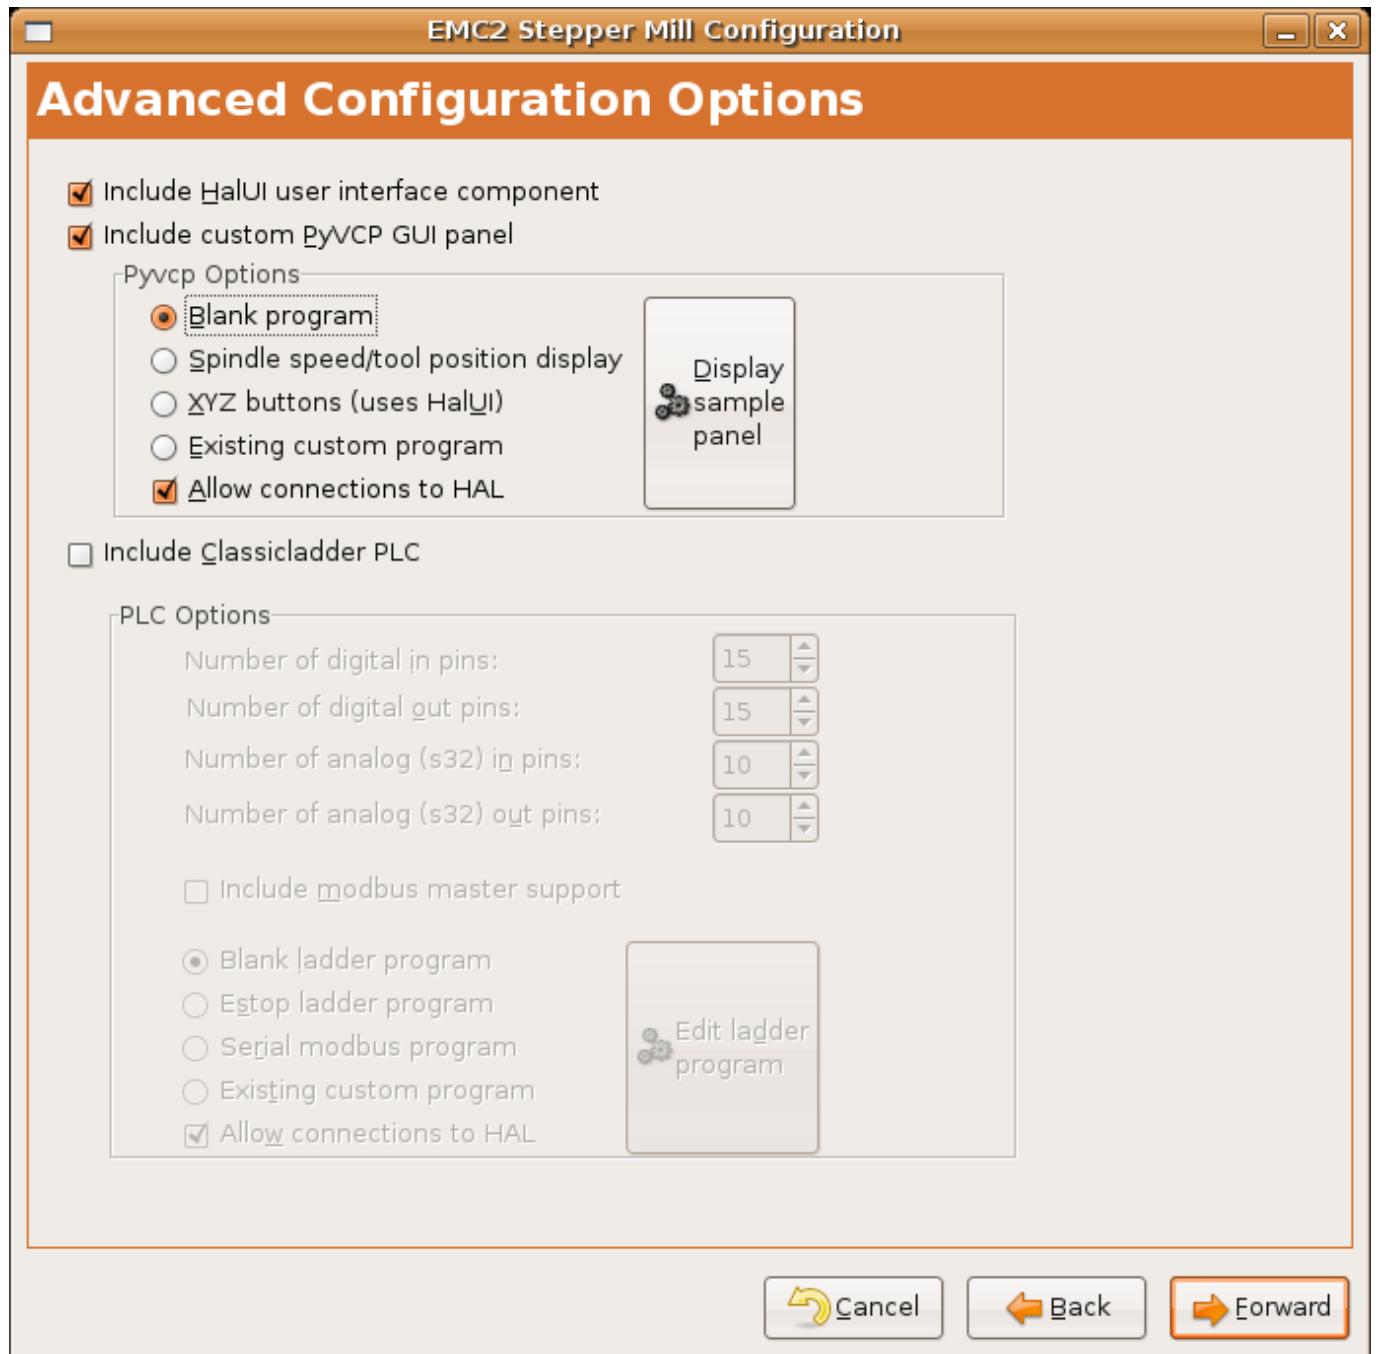 EMC2 Stepper Mill Configuration
Advanced Configuration Options
Include HalUI user interface component
Include custom PyVCP GUI panel
Pyvcp Options
Blank program
Spindle speed/tool position display
XYZ buttons (uses HalUI)
Existing custom program
Allow connections to HAL
Display
sample
panel
Include Classicladder PLC
PLC Options
Number of digital in pins: 15
Number of digital out pins: 15
Number of analog (s32) in pins: 10
Number of analog (s32) out pins: 10
Include modbus master support
Blank ladder program
Estop ladder program
Serial modbus program
Existing custom program
Allow connections to HAL
Edit ladder
program
Cancel Back Forward